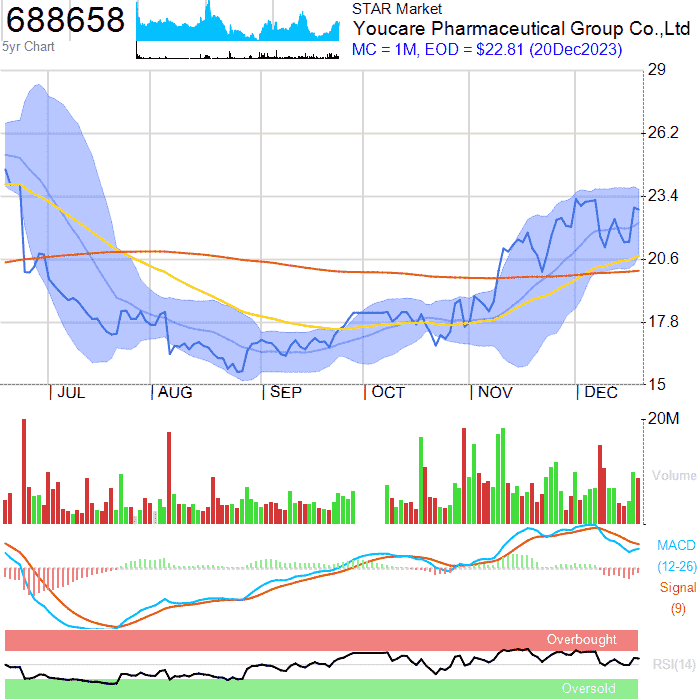 688658
5yr Chart
STAR Market
Youcare Pharmaceutical Group Co.,Ltd
MC = 1M, EOD = $22.81 (20Dec2023)
29
26.2
23.4
20.6
17.8
15
JUL AUG SEP OCT NOV DEC
20M
Volume
MACD
(12-26)
Signal
(9)
Overbought
RSI(14)
Oversold